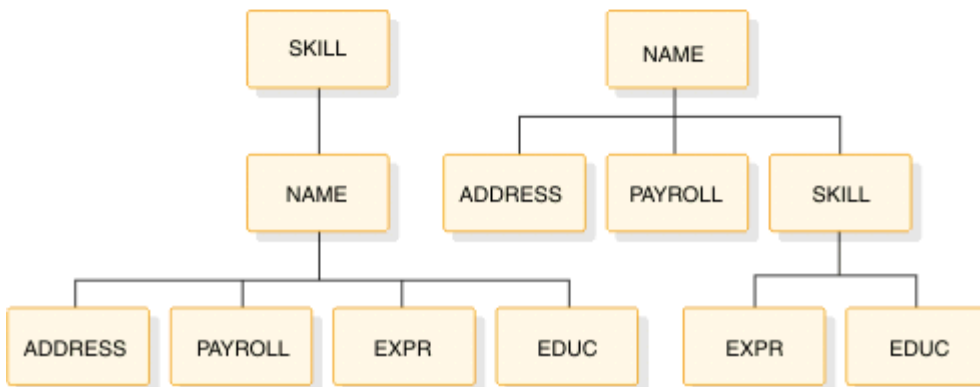 SKILL
NAME
NAME
ADDRESS
PAYROLL
SKILL
ADDRESS
PAYROLL
EXPR
EDUC
EXPR
EDUC